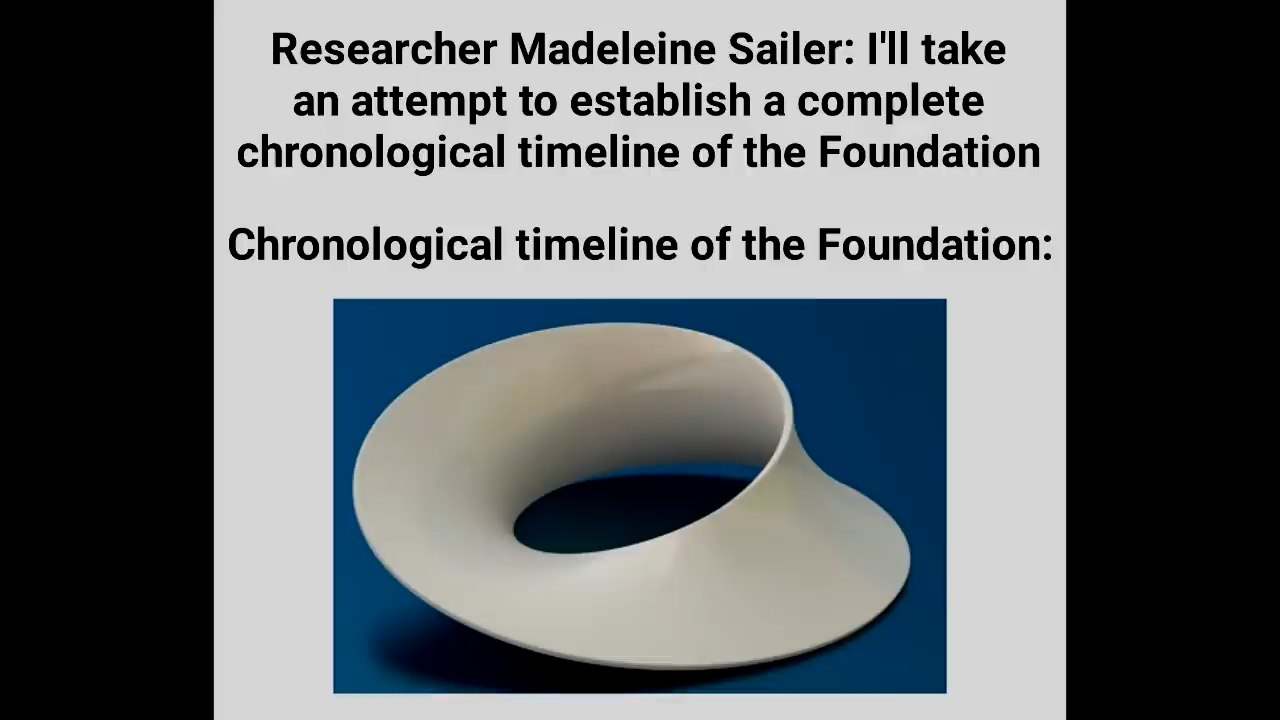 Researcher Madeleine Sailer: I'll take
an attempt to establish a complete
chronological timeline of the Foundation
Chronological timeline of the Foundation: